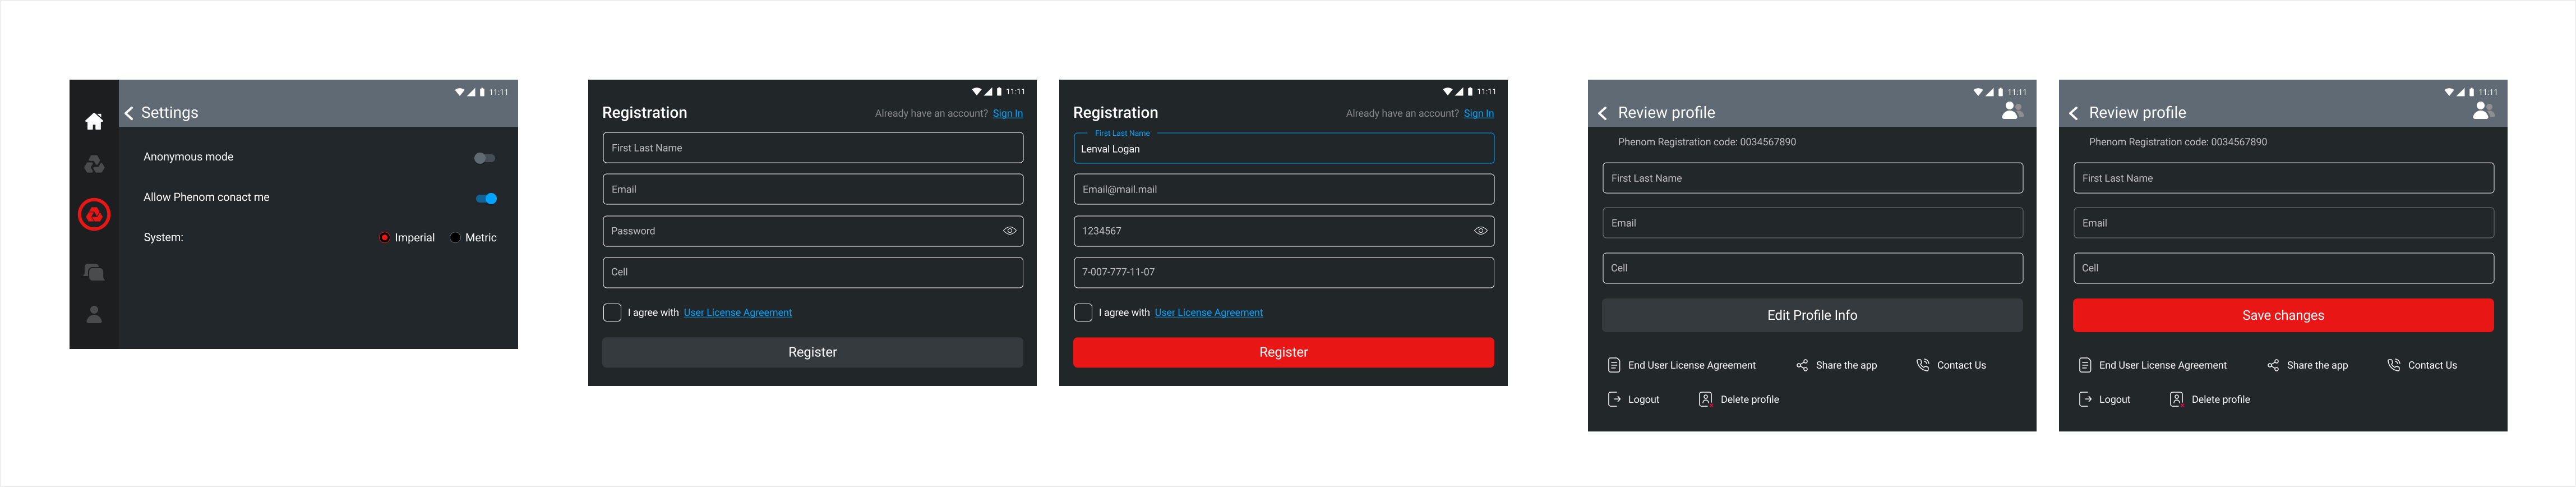 11:11
Settings
Anonymous mode
Allow Phenom conact me
System:
Imperial
Metric
11:11
Registration
Already have an account? Sign In
First Last Name
Email
Password
Cell
I agree with User License Agreement
Register
11:11
Registration
Already have an account? Sign In
First Last Name
Lenval Logan
Email@mail.mail
1234567
7-007-777-11-07
I agree with User License Agreement
Register
11:11
Review profile
Phenom Registration code: 0034567890
First Last Name
Email
Cell
Edit Profile Info
End User License Agreement
Share the app
Contact Us
Logout
Delete profile
11:11
Review profile
Phenom Registration code: 0034567890
First Last Name
Email
Cell
Save changes
End User License Agreement
Share the app
Contact Us
Logout
Delete profile